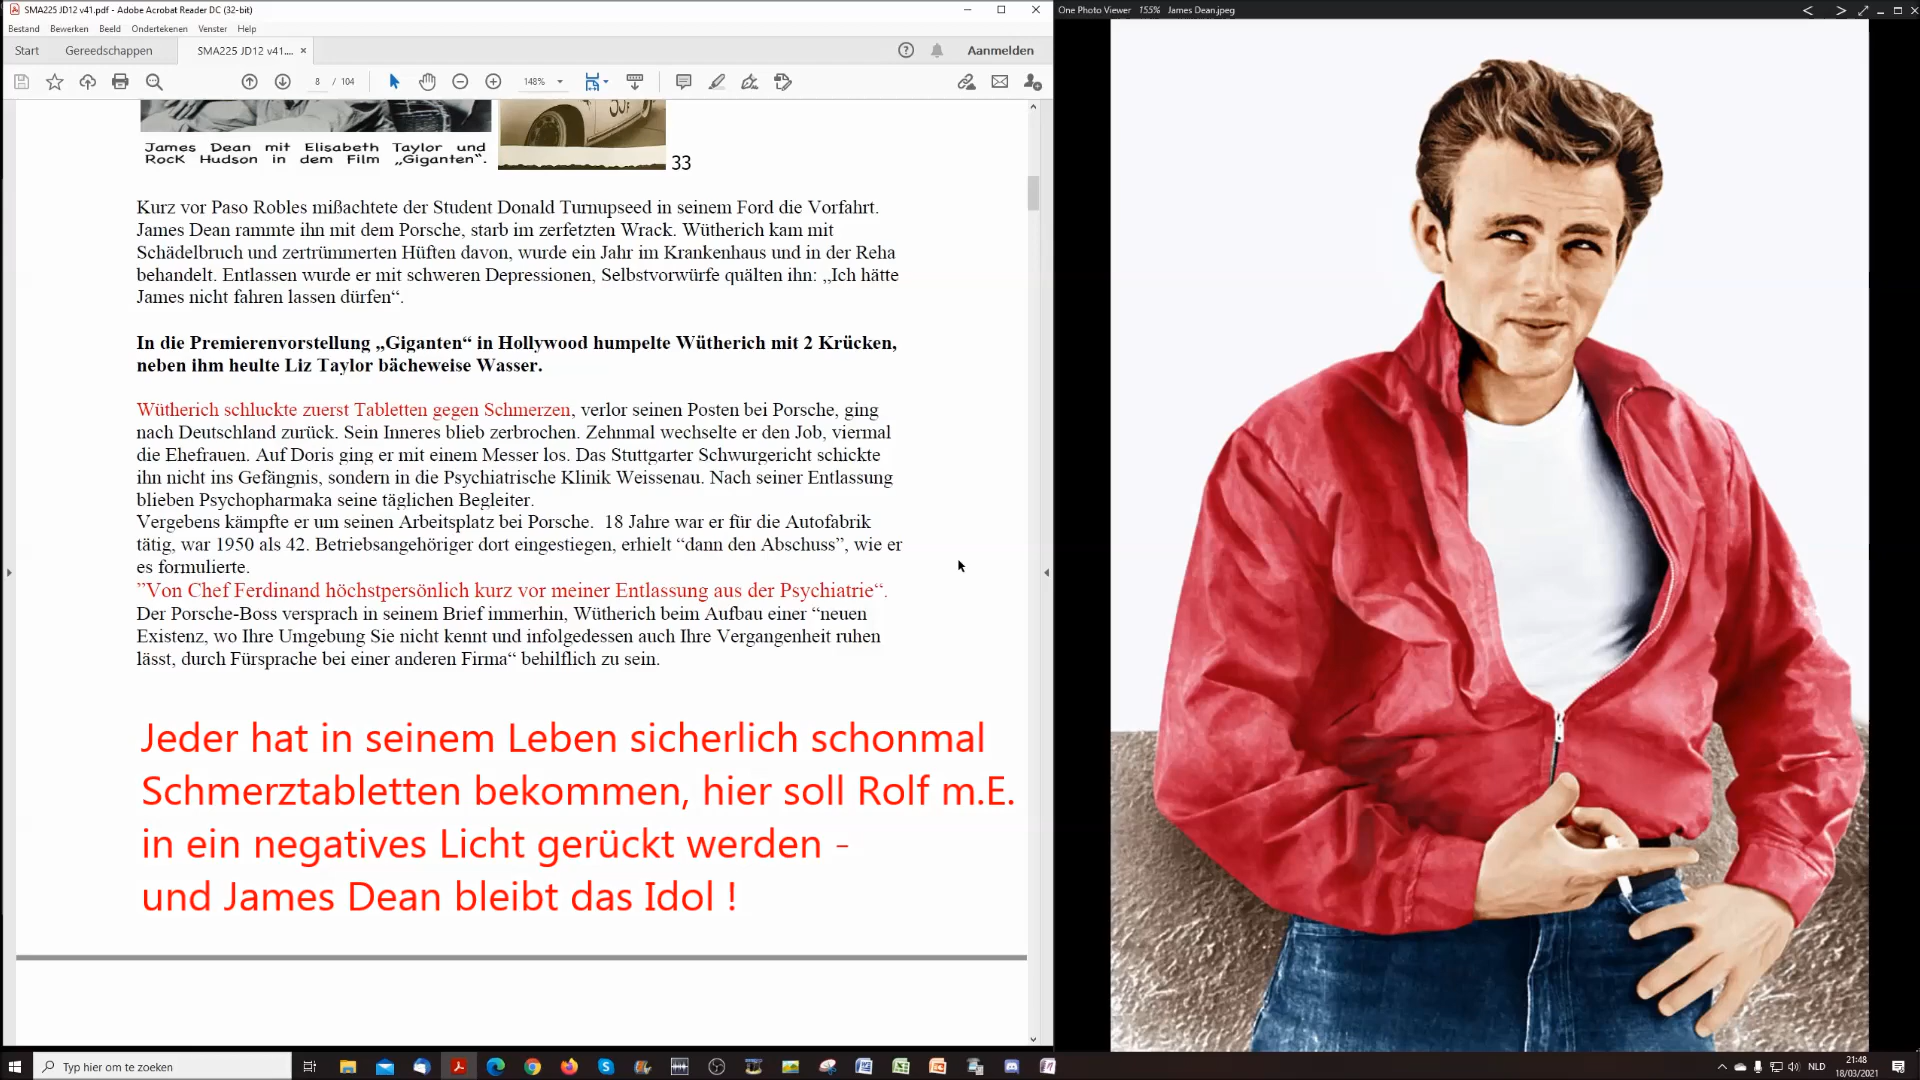 SMA225 JD12 v41.pdf - Adobe Acrobat Reader DC (32-bit)
Bestand Bewerken Beeld Ondertekenen Venster Help
Start Gereedschappen SMA225 JD12 v41.... × Aanmelden
8 / 104 148%
James Dean mit Elisabeth Taylor und
Rock Hudson in dem Film „Giganten“.
33
Kurz vor Paso Robles mißachtete der Student Donald Turnupseed in seinem Ford die Vorfahrt.
James Dean rammte ihn mit dem Porsche, starb im zerfetzten Wrack. Wütherich kam mit
Schädelbruch und zertrümmerten Hüften davon, wurde ein Jahr im Krankenhaus und in der Reha
behandelt. Entlassen wurde er mit schweren Depressionen, Selbstvorwürfe quälten ihn: „Ich hätte
James nicht fahren lassen dürfen“.
In die Premierenvorstellung „Giganten“ in Hollywood humpelte Wütherich mit 2 Krücken,
neben ihm heulte Liz Taylor bächeweise Wasser.
Wütherich schluckte zuerst Tabletten gegen Schmerzen, verlor seinen Posten bei Porsche, ging
nach Deutschland zurück. Sein Inneres blieb zerbrochen. Zehnmal wechselte er den Job, viermal
die Ehefrauen. Auf Doris ging er mit einem Messer los. Das Stuttgarter Schwurgericht schickte
ihn nicht ins Gefängnis, sondern in die Psychiatrische Klinik Weissenau. Nach seiner Entlassung
blieben Psychopharmaka seine täglichen Begleiter.
Vergebens kämpfte er um seinen Arbeitsplatz bei Porsche. 18 Jahre war er für die Autofabrik
tätig, war 1950 als 42. Betriebsangehöriger dort eingestiegen, erhielt “dann den Abschuss”, wie er
es formulierte.
”Von Chef Ferdinand höchstpersönlich kurz vor meiner Entlassung aus der Psychiatrie“.
Der Porsche-Boss versprach in seinem Brief immerhin, Wütherich beim Aufbau einer “neuen
Existenz, wo Ihre Umgebung Sie nicht kennt und infolgedessen auch Ihre Vergangenheit ruhen
lässt, durch Fürsprache bei einer anderen Firma“ behilflich zu sein.
Jeder hat in seinem Leben sicherlich schonmal
Schmerztabletten bekommen, hier soll Rolf m.E.
in ein negatives Licht gerückt werden -
und James Dean bleibt das Idol !
One Photo Viewer 155% James Dean.jpeg
Typ hier om te zoeken
NLD
21:48
18/03/2021